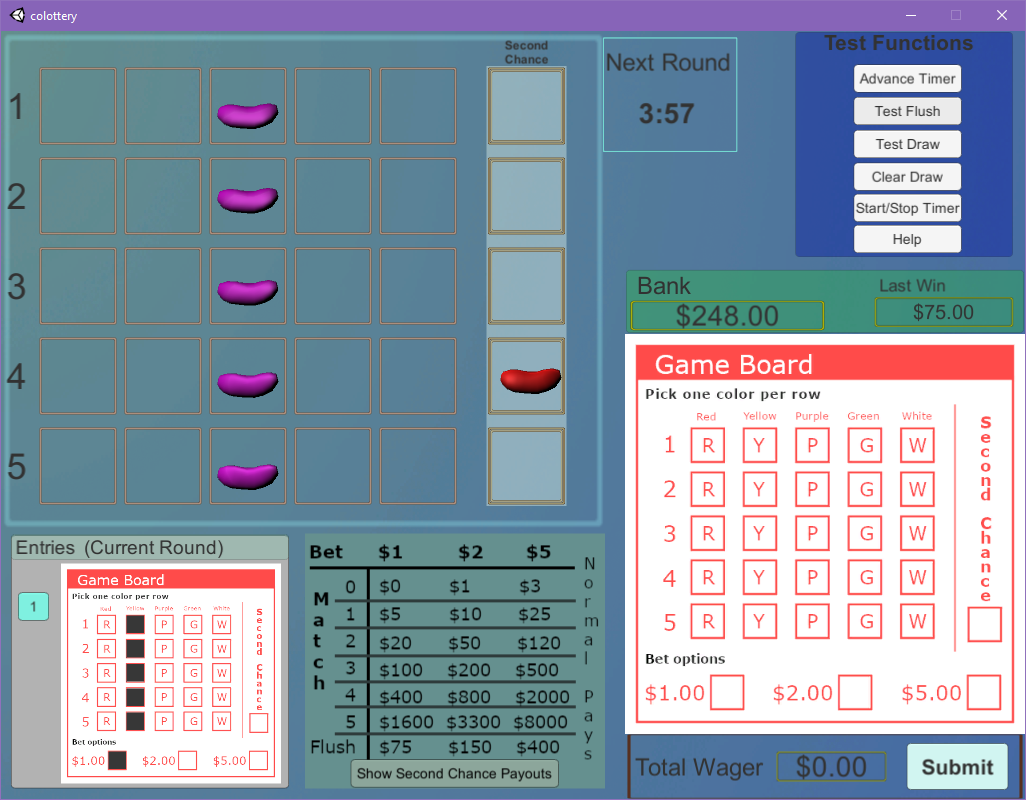 colottery
Second
Chance
1
2
3
4
5
Next Round
3:57
Test Functions
Advance Timer
Test Flush
Test Draw
Clear Draw
Start/Stop Timer
Help
Bank
Last Win
$248.00
$75.00
Game Board
Pick one color per row
Red Yellow Purple Green White
1 R Y P G W
2 R Y P G W
3 R Y P G W
4 R Y P G W
5 R Y P G W
Second Chance
Bet options
$1.00 $2.00 $5.00
Total Wager $0.00 Submit
Entries (Current Round)
1
Game Board
Pick one color per row
Red Yellow Purple Green White
1 R P G W
2 R P G W
3 R P G W
4 R P G W
5 R P G W
Second Chance
Bet options
$1.00 $2.00 $5.00
Bet $1 $2 $5
Match
0 $0 $1 $3
1 $5 $10 $25
2 $20 $50 $120
3 $100 $200 $500
4 $400 $800 $2000
5 $1600 $3300 $8000
Flush $75 $150 $400
Normal Pays
Show Second Chance Payouts